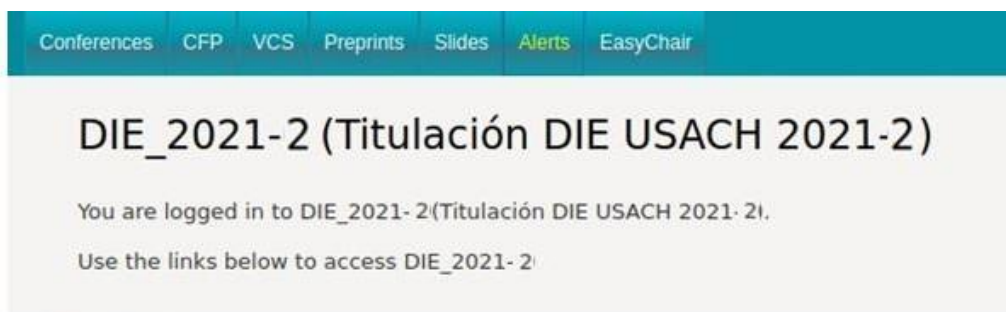 Conferences CFP VCS Preprints Slides Alerts EasyChair
DIE_2021-2 (Titulación DIE USACH 2021-2)
You are logged in to DIE_2021- 2(Titulación DIE USACH 2021- 2).
Use the links below to access DIE_2021- 2